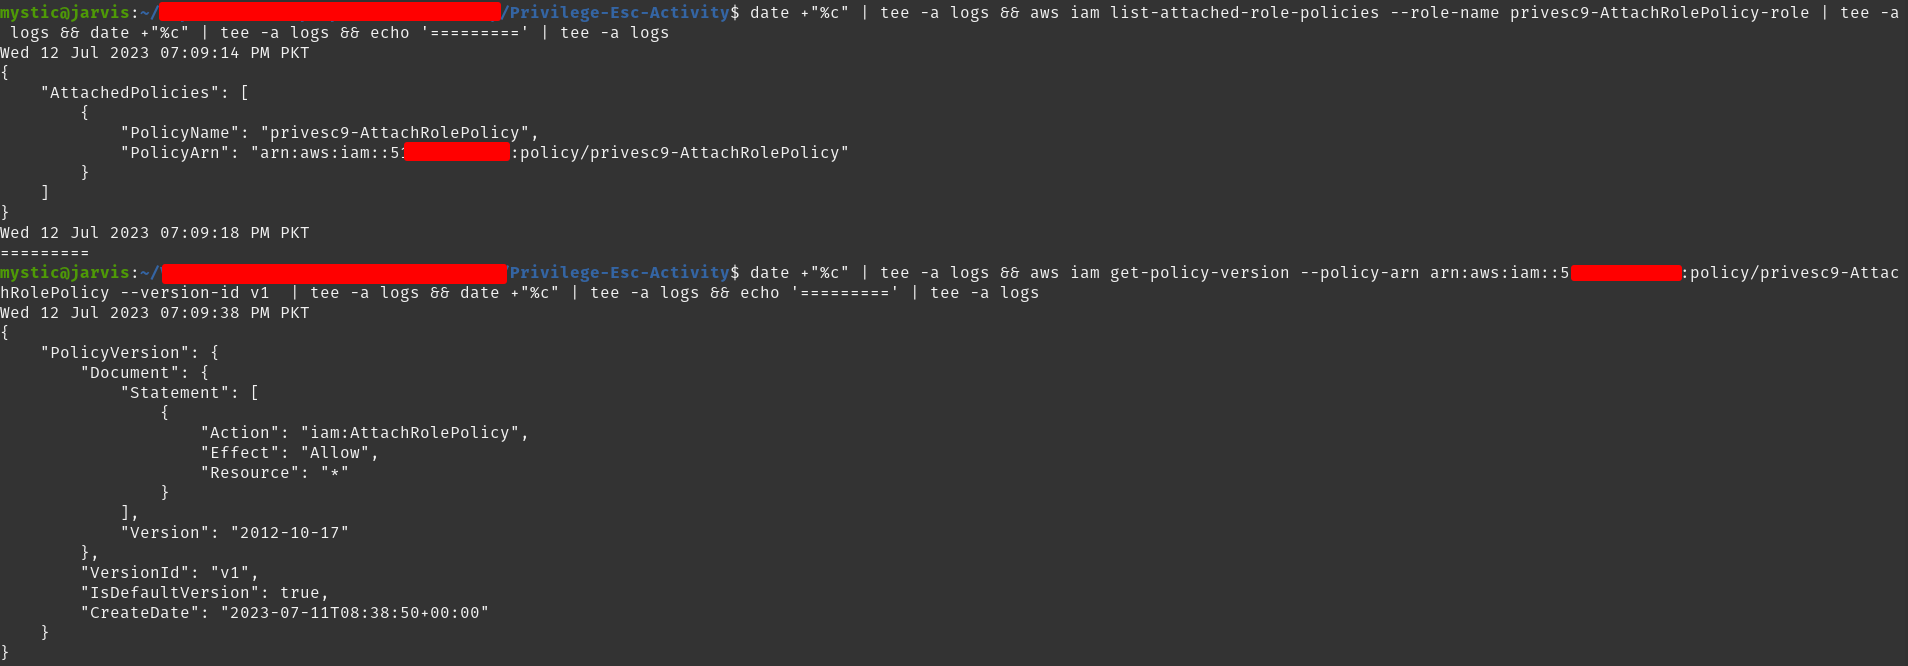 mystic@jarvis:~/ /Privilege-Esc-Activity$ date +"%c" | tee -a logs && aws iam list-attached-role-policies --role-name privesc9-AttachRolePolicy-role | tee -a
 logs && date +"%c" | tee -a logs && echo '=========' | tee -a logs
Wed 12 Jul 2023 07:09:14 PM PKT
{
    "AttachedPolicies": [
        {
            "PolicyName": "privesc9-AttachRolePolicy",
            "PolicyArn": "arn:aws:iam::51 :policy/privesc9-AttachRolePolicy"
        }
    ]
}
Wed 12 Jul 2023 07:09:18 PM PKT
=========
mystic@jarvis:~/ /Privilege-Esc-Activity$ date +"%c" | tee -a logs && aws iam get-policy-version --policy-arn arn:aws:iam::5 :policy/privesc9-Attac
hRolePolicy --version-id v1  | tee -a logs && date +"%c" | tee -a logs && echo '=========' | tee -a logs
Wed 12 Jul 2023 07:09:38 PM PKT
{
    "PolicyVersion": {
        "Document": {
            "Statement": [
                {
                    "Action": "iam:AttachRolePolicy",
                    "Effect": "Allow",
                    "Resource": "*"
                }
            ],
            "Version": "2012-10-17"
        },
        "VersionId": "v1",
        "IsDefaultVersion": true,
        "CreateDate": "2023-07-11T08:38:50+00:00"
    }
}